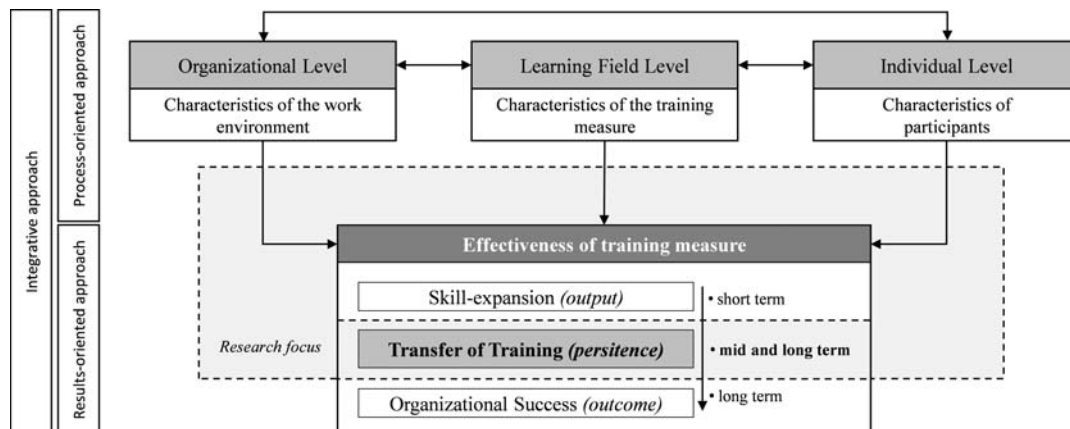 Integrative approach
Process-oriented approach
Results-oriented approach
Organizational Level
Characteristics of the work
environment
Learning Field Level
Characteristics of the training
measure
Individual Level
Characteristics of
participants
Effectiveness of training measure
Skill-expansion (output)
• short term
Research focus
Transfer of Training (persitence)
• mid and long term
Organizational Success (outcome)
• long term